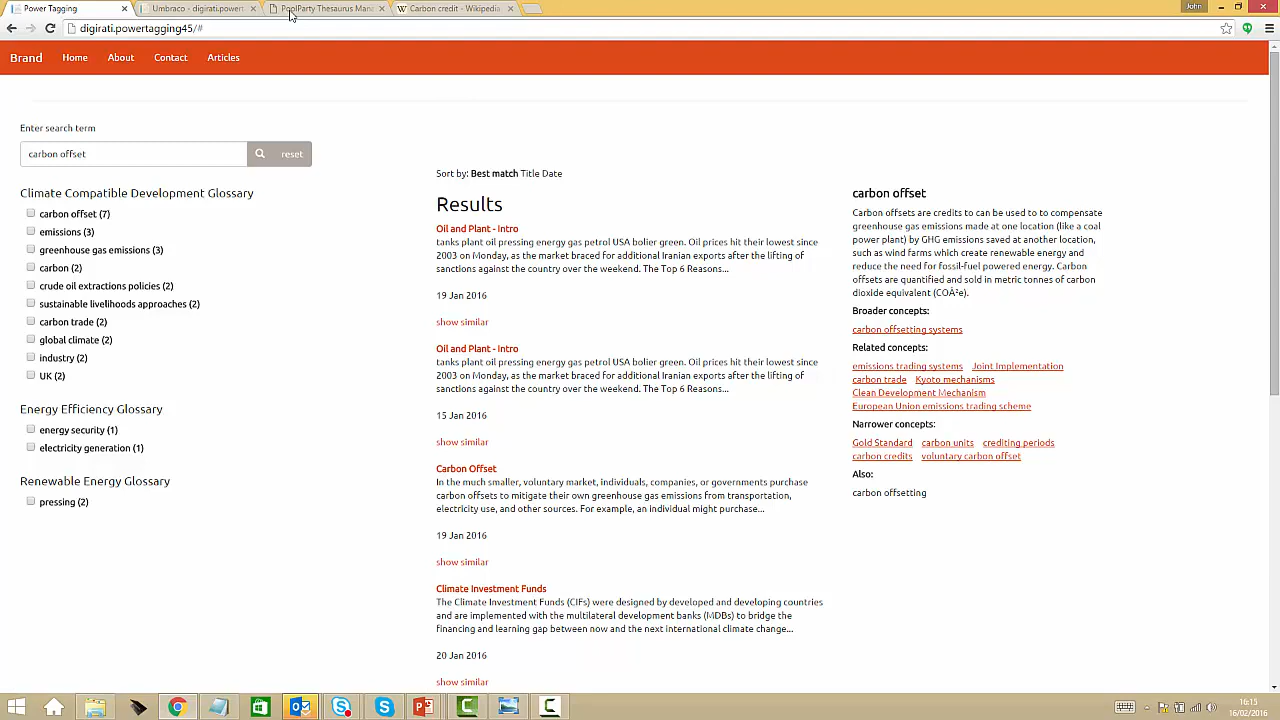 Power Tagging
Umbraco - digirati.powert
PoolParty Thesaurus Man
Carbon credit - Wikipedia
John
digirati.powertagging45/#
Brand
Home
About
Contact
Articles
Enter search term
carbon offset
reset
Climate Compatible Development Glossary
carbon offset (7)
emissions (3)
greenhouse gas emissions (3)
carbon (2)
crude oil extractions policies (2)
sustainable livelihoods approaches (2)
carbon trade (2)
global climate (2)
industry (2)
UK (2)
Energy Efficiency Glossary
energy security (1)
electricity generation (1)
Renewable Energy Glossary
pressing (2)
Sort by: Best match Title Date
Results
Oil and Plant - Intro
tanks plant oil pressing energy gas petrol USA bolier green. Oil prices hit their lowest since
2003 on Monday, as the market braced for additional Iranian exports after the lifting of
sanctions against the country over the weekend. The Top 6 Reasons...
19 Jan 2016
show similar
Oil and Plant - Intro
tanks plant oil pressing energy gas petrol USA bolier green. Oil prices hit their lowest since
2003 on Monday, as the market braced for additional Iranian exports after the lifting of
sanctions against the country over the weekend. The Top 6 Reasons...
15 Jan 2016
show similar
Carbon Offset
In the much smaller, voluntary market, individuals, companies, or governments purchase
carbon offsets to mitigate their own greenhouse gas emissions from transportation,
electricity use, and other sources. For example, an individual might purchase...
19 Jan 2016
show similar
Climate Investment Funds
The Climate Investment Funds (CIFs) were designed by developed and developing countries
and are implemented with the multilateral development banks (MDBs) to bridge the
financing and learning gap between now and the next international climate change...
20 Jan 2016
show similar
carbon offset
Carbon offsets are credits to can be used to to compensate
greenhouse gas emissions made at one location (like a coal
power plant) by GHG emissions saved at another location,
such as wind farms which create renewable energy and
reduce the need for fossil-fuel powered energy. Carbon
offsets are quantified and sold in metric tonnes of carbon
dioxide equivalent (COÂ²e).
Broader concepts:
carbon offsetting systems
Related concepts:
emissions trading systems Joint Implementation
carbon trade Kyoto mechanisms
Clean Development Mechanism
European Union emissions trading scheme
Narrower concepts:
Gold Standard carbon units crediting periods
carbon credits voluntary carbon offset
Also:
carbon offsetting
16:15
16/02/2016